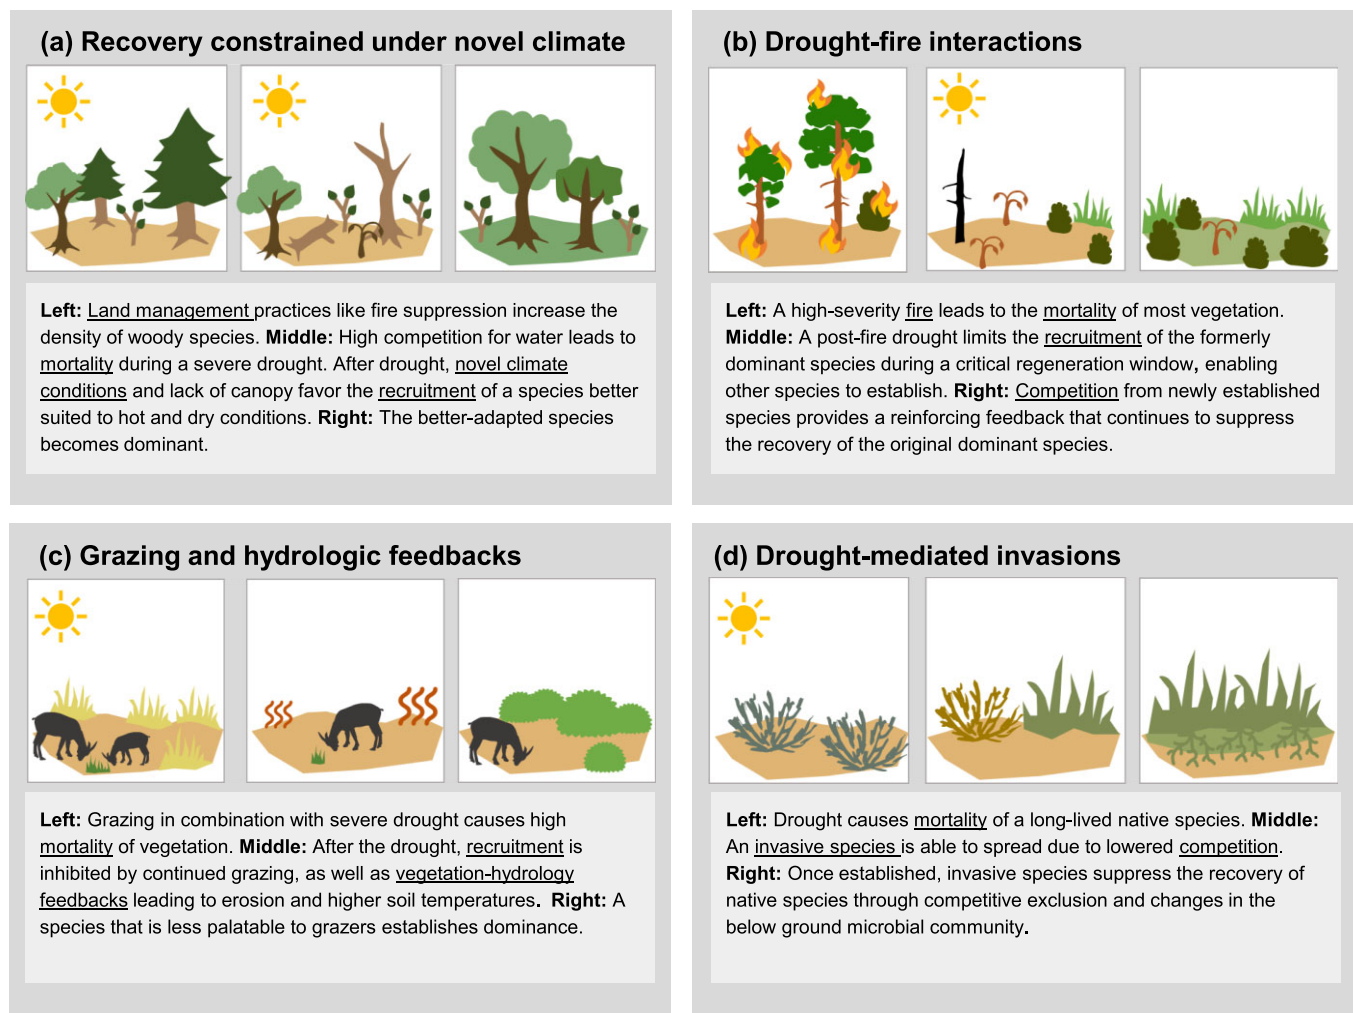 (a) Recovery constrained under novel climate
Left: Land management practices like fire suppression increase the
density of woody species. Middle: High competition for water leads to
mortality during a severe drought. After drought, novel climate
conditions and lack of canopy favor the recruitment of a species better
suited to hot and dry conditions. Right: The better-adapted species
becomes dominant.
(b) Drought-fire interactions
Left: A high-severity fire leads to the mortality of most vegetation.
Middle: A post-fire drought limits the recruitment of the formerly
dominant species during a critical regeneration window, enabling
other species to establish. Right: Competition from newly established
species provides a reinforcing feedback that continues to suppress
the recovery of the original dominant species.
(c) Grazing and hydrologic feedbacks
Left: Grazing in combination with severe drought causes high
mortality of vegetation. Middle: After the drought, recruitment is
inhibited by continued grazing, as well as vegetation-hydrology
feedbacks leading to erosion and higher soil temperatures. Right: A
species that is less palatable to grazers establishes dominance.
(d) Drought-mediated invasions
Left: Drought causes mortality of a long-lived native species. Middle:
An invasive species is able to spread due to lowered competition.
Right: Once established, invasive species suppress the recovery of
native species through competitive exclusion and changes in the
below ground microbial community.